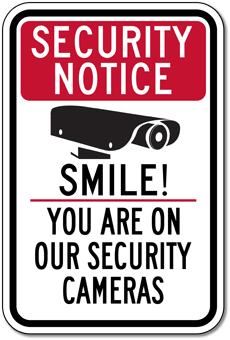 SECURITY
NOTICE
SMILE!
YOU ARE ON
OUR SECURITY
CAMERAS